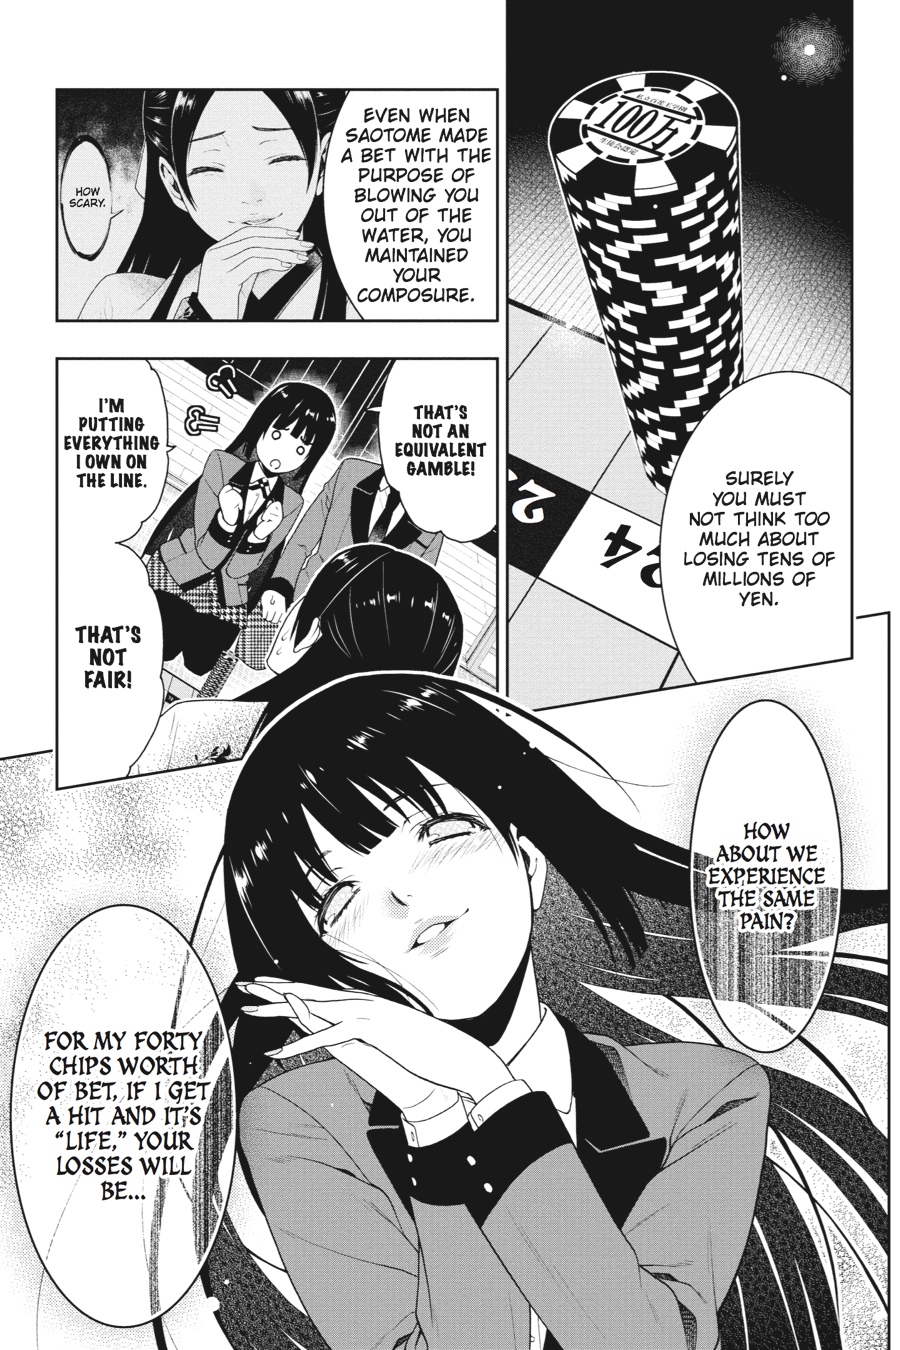 SURELY
YOU MUST
NOT THINK TOO
MUCH ABOUT
LOSING TENS OF
MILLIONS OF
YEN.
100万
24
2
EVEN WHEN
SAOTOME MADE
A BET WITH THE
PURPOSE OF
BLOWING YOU
OUT OF THE
WATER, YOU
MAINTAINED
YOUR
COMPOSURE.
HOW
SCARY.
THAT'S
NOT AN
EQUIVALENT
GAMBLE!
I'M
PUTTING
EVERYTHING
I OWN ON
THE LINE.
THAT'S
NOT
FAIR!
HOW
ABOUT WE
EXPERIENCE
THE SAME
PAIN?
FOR MY FORTY
CHIPS WORTH
OF BET, IF I GET
A HIT AND IT'S
"LIFE," YOUR
LOSSES WILL
BE...